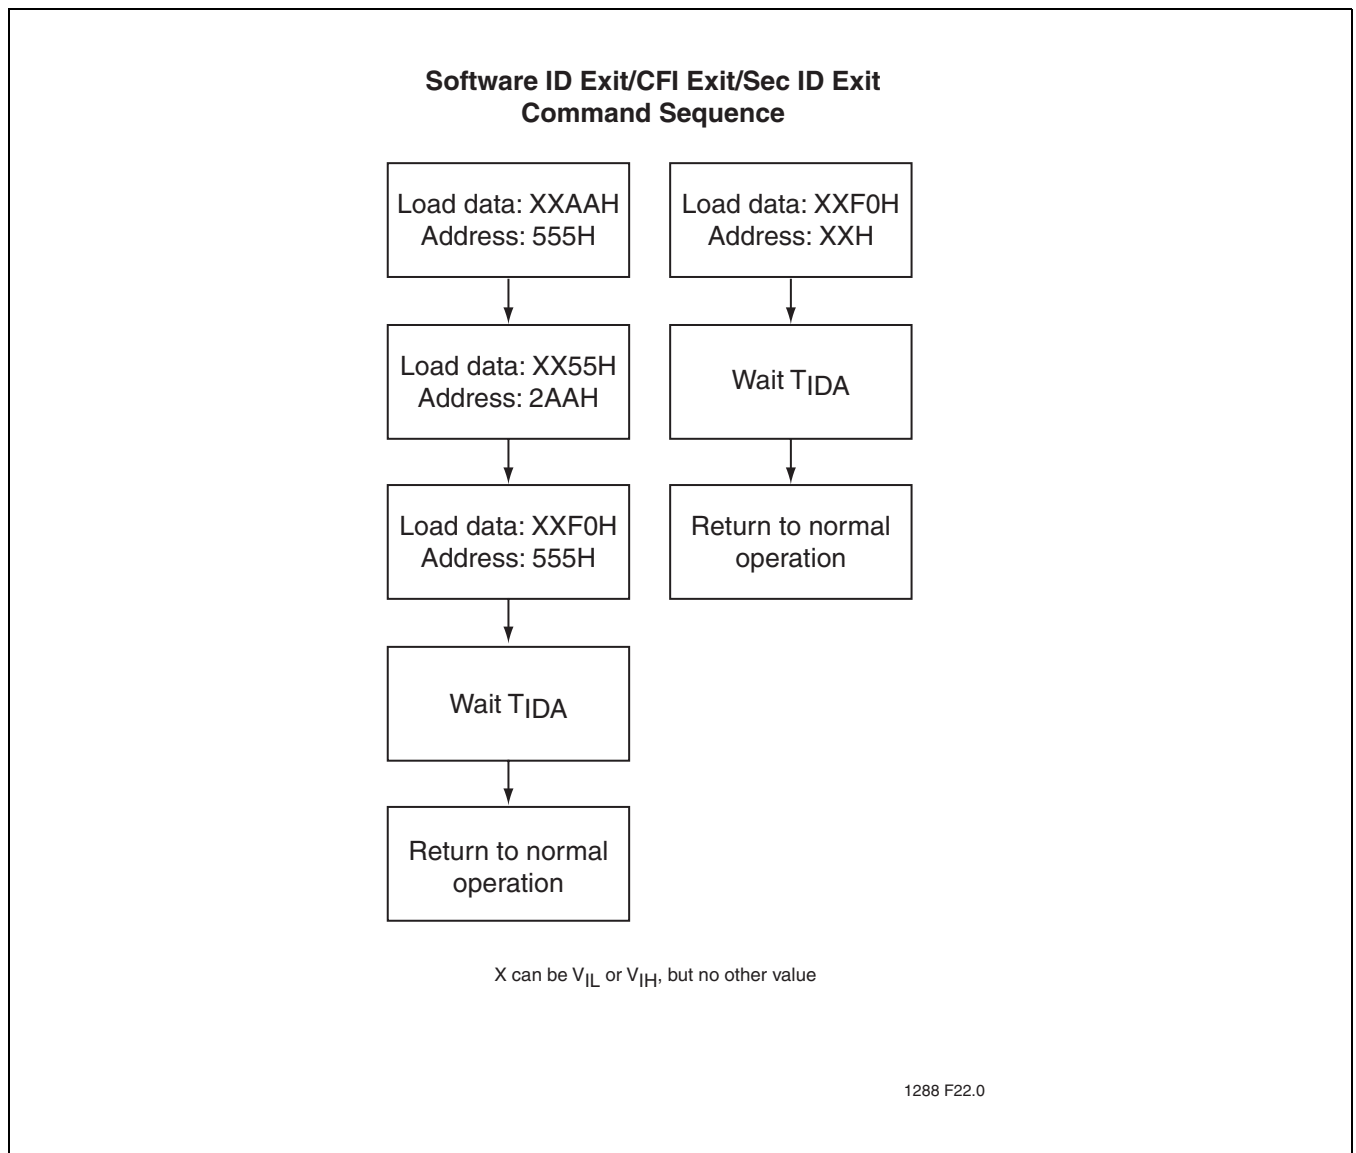 Software ID Exit/CFI Exit/Sec ID Exit
Command Sequence
Load data: XXAAH
Address: 555H
Load data: XX55H
Address: 2AAH
Load data: XXF0H
Address: 555H
Wait TIDA
Return to normal
operation
Load data: XXF0H
Address: XXH
Wait TIDA
Return to normal
operation
X can be VIL or VIH, but no other value
1288 F22.0